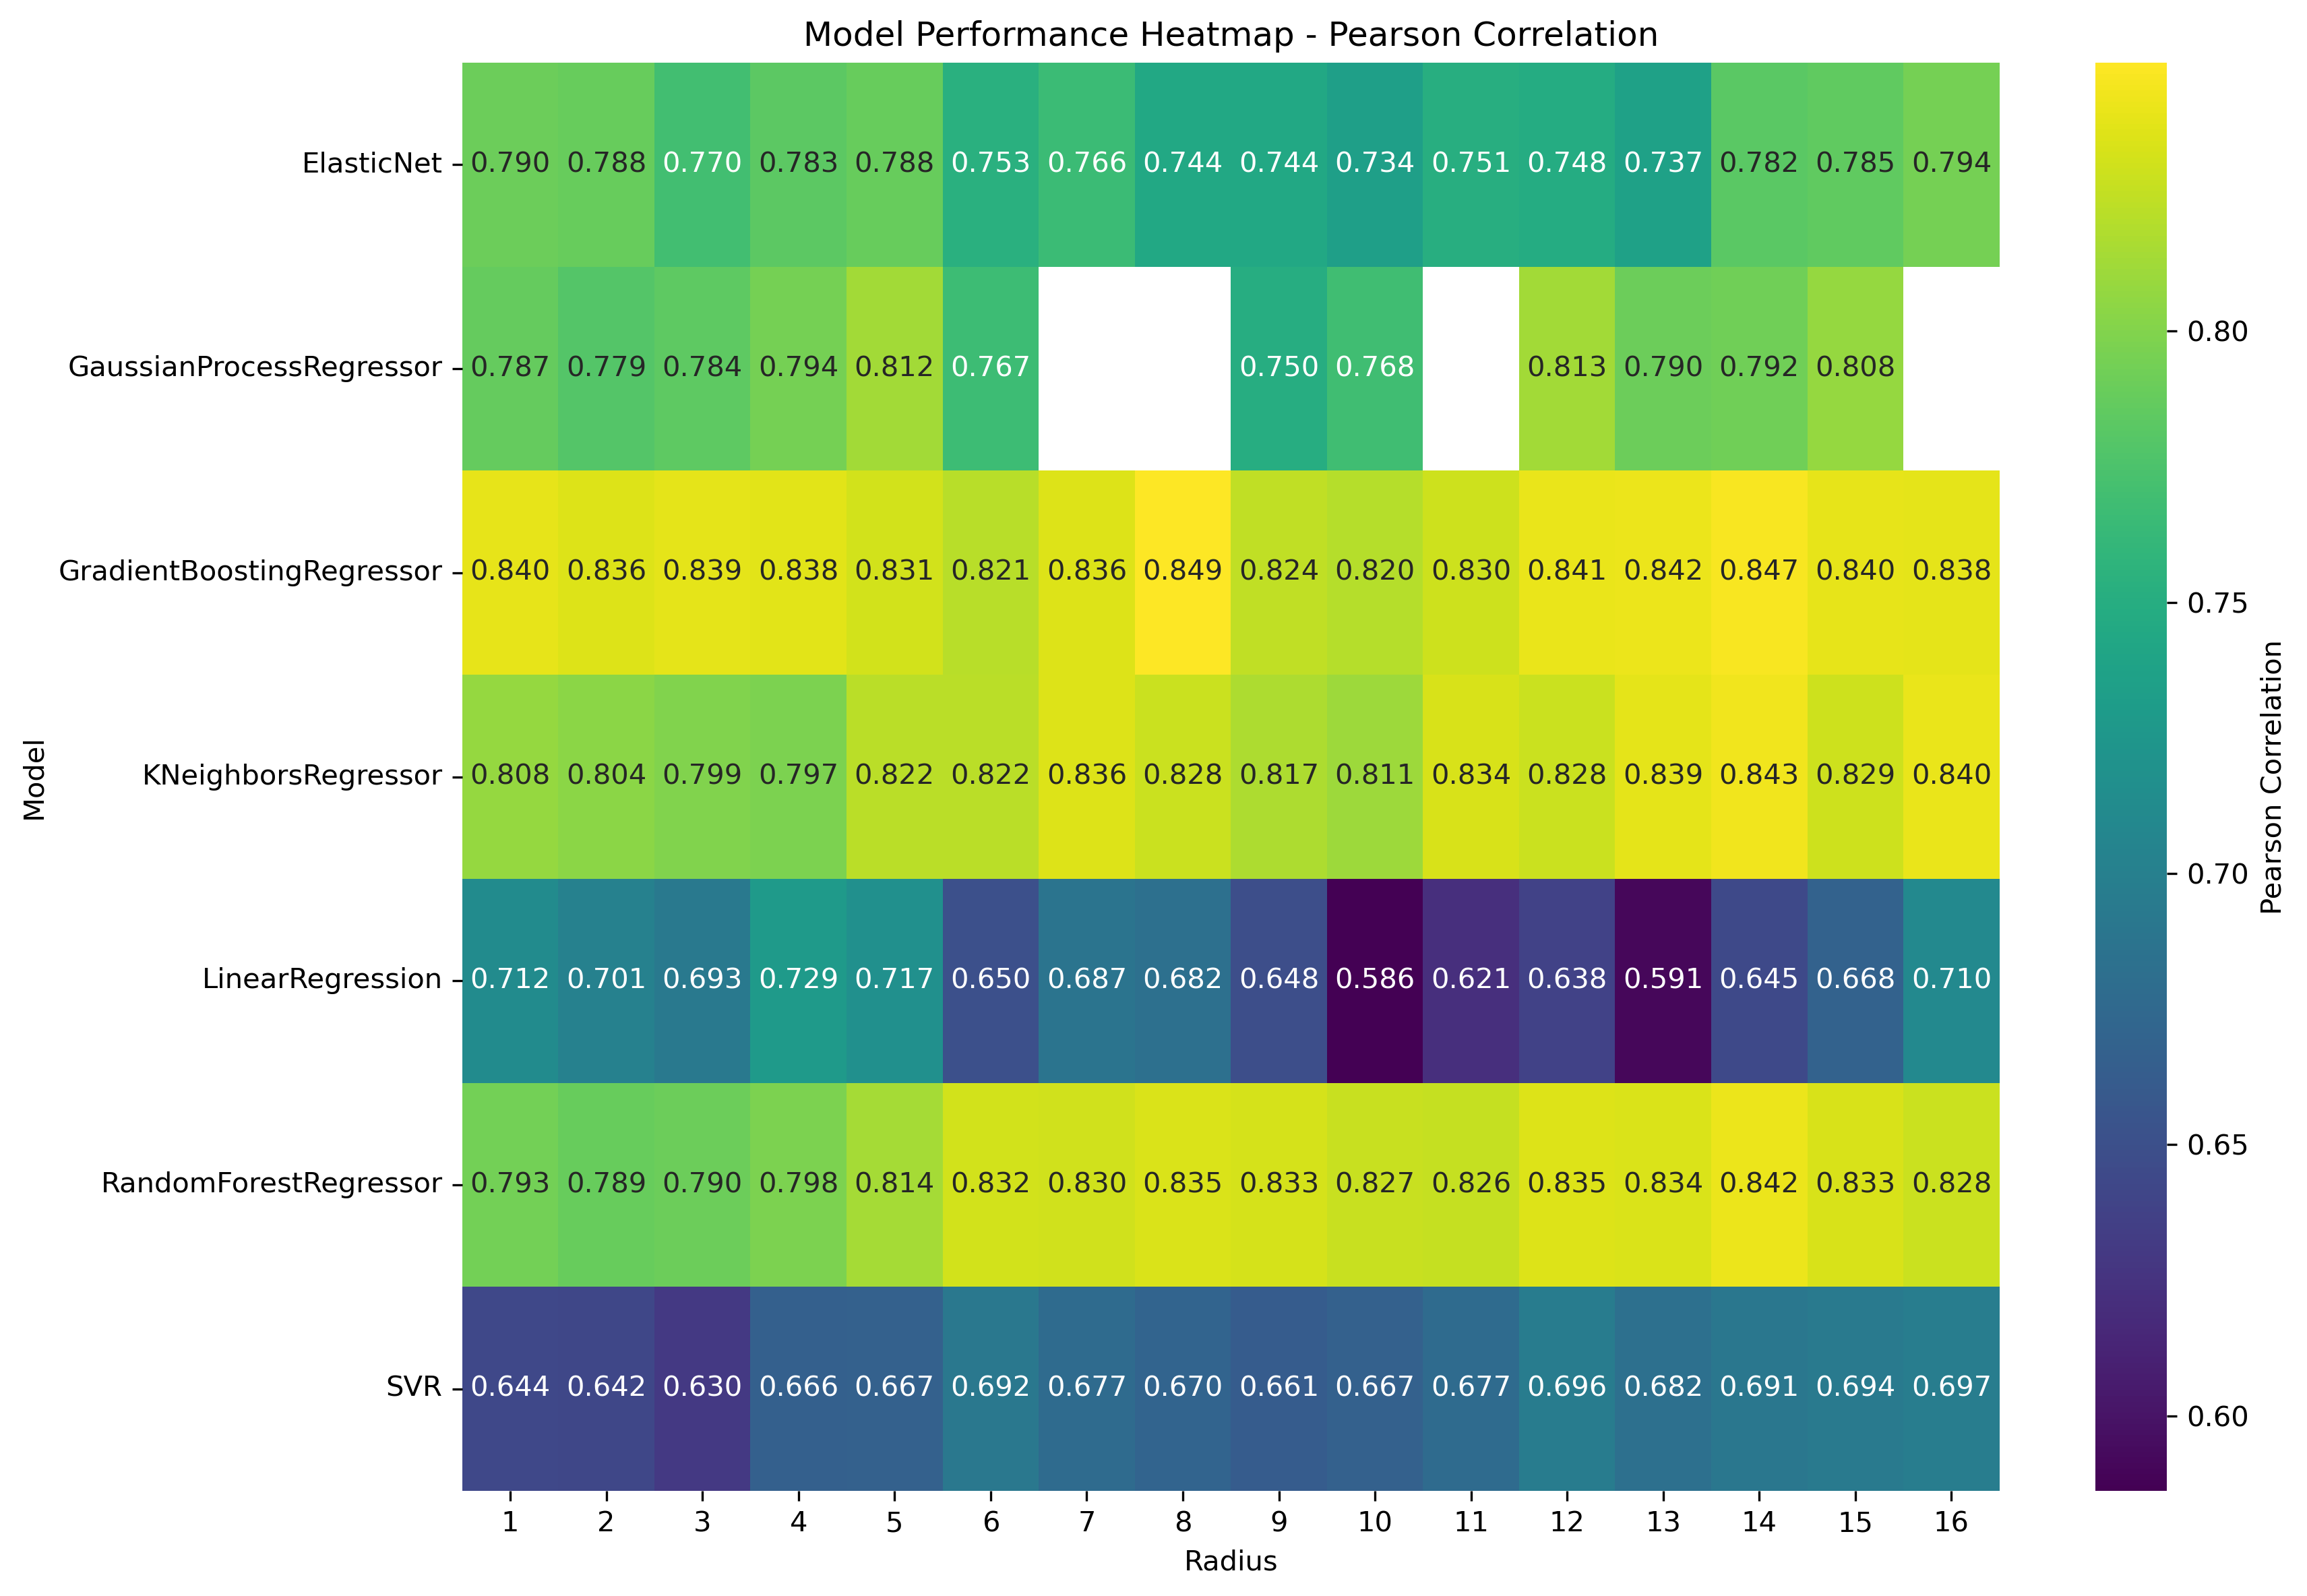 Model Performance Heatmap - Pearson Correlation
ElasticNet 0.790 0.788 0.770 0.783 0.788 0.753 0.766 0.744 0.744 0.734 0.751 0.748 0.737 0.782 0.785 0.794
GaussianProcessRegressor 0.787 0.779 0.784 0.794 0.812 0.767 0.750 0.768 0.813 0.790 0.792 0.808
GradientBoostingRegressor 0.840 0.836 0.839 0.838 0.831 0.821 0.836 0.849 0.824 0.820 0.830 0.841 0.842 0.847 0.840 0.838
KNeighborsRegressor 0.808 0.804 0.799 0.797 0.822 0.822 0.836 0.828 0.817 0.811 0.834 0.828 0.839 0.843 0.829 0.840
LinearRegression 0.712 0.701 0.693 0.729 0.717 0.650 0.687 0.682 0.648 0.586 0.621 0.638 0.591 0.645 0.668 0.710
RandomForestRegressor 0.793 0.789 0.790 0.798 0.814 0.832 0.830 0.835 0.833 0.827 0.826 0.835 0.834 0.842 0.833 0.828
SVR 0.644 0.642 0.630 0.666 0.667 0.692 0.677 0.670 0.661 0.667 0.677 0.696 0.682 0.691 0.694 0.697
1 2 3 4 5 6 7 8 9 10 11 12 13 14 15 16
Radius
Model
0.80
0.75
0.70
0.65
0.60
Pearson Correlation